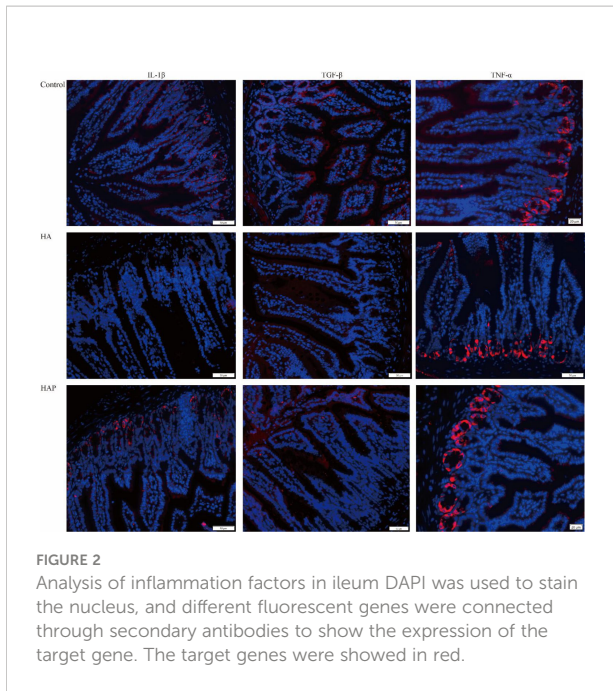 IL-1β TGF-β TNF-α
Control
HA
HAP
FIGURE 2
Analysis of inflammation factors in ileum DAPI was used to stain
the nucleus, and different fluorescent genes were connected
through secondary antibodies to show the expression of the
target gene. The target genes were showed in red.